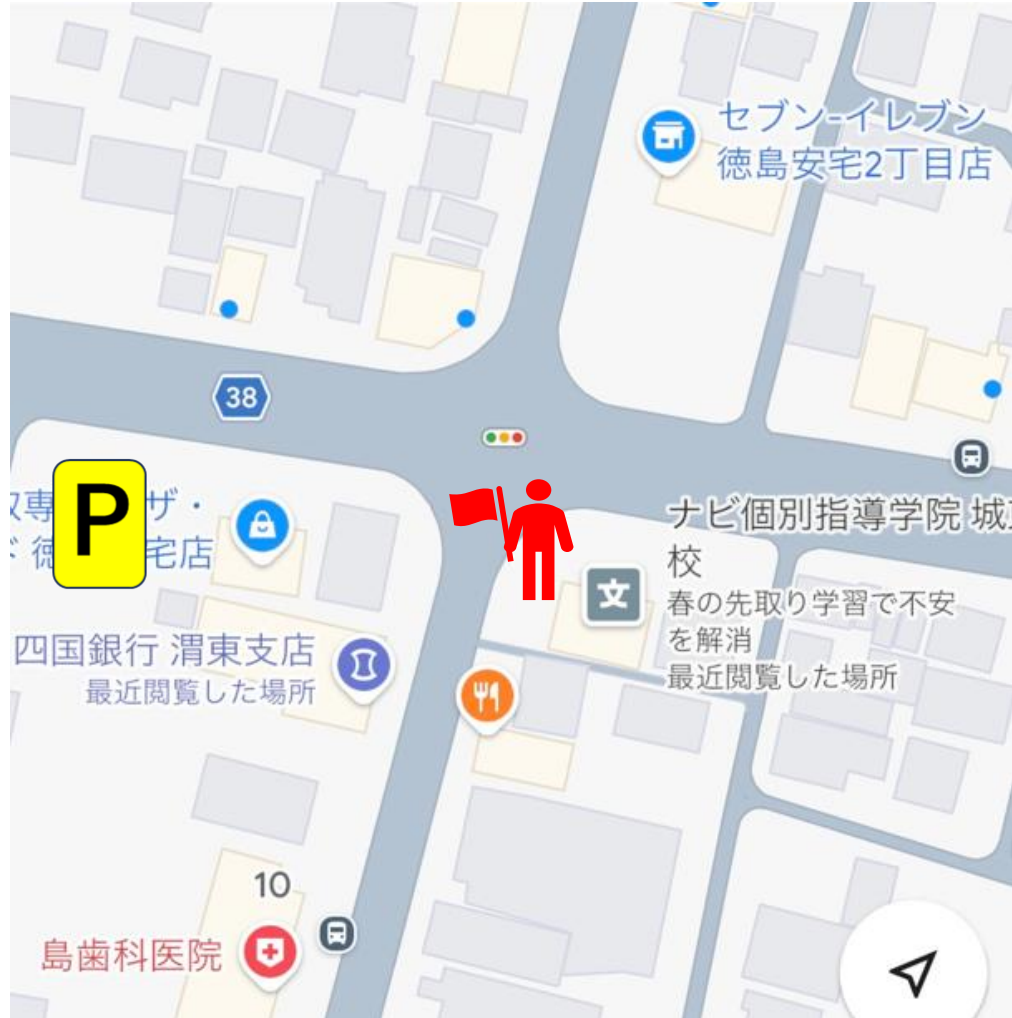 セブン-イレブン
徳島安宅2丁目店
38
P
ザ・
宅店
ナビ個別指導学院 城
校
春の先取り学習で不安
を解消
最近閲覧した場所
文
四国銀行 渭東支店
最近閲覧した場所
10
島歯科医院